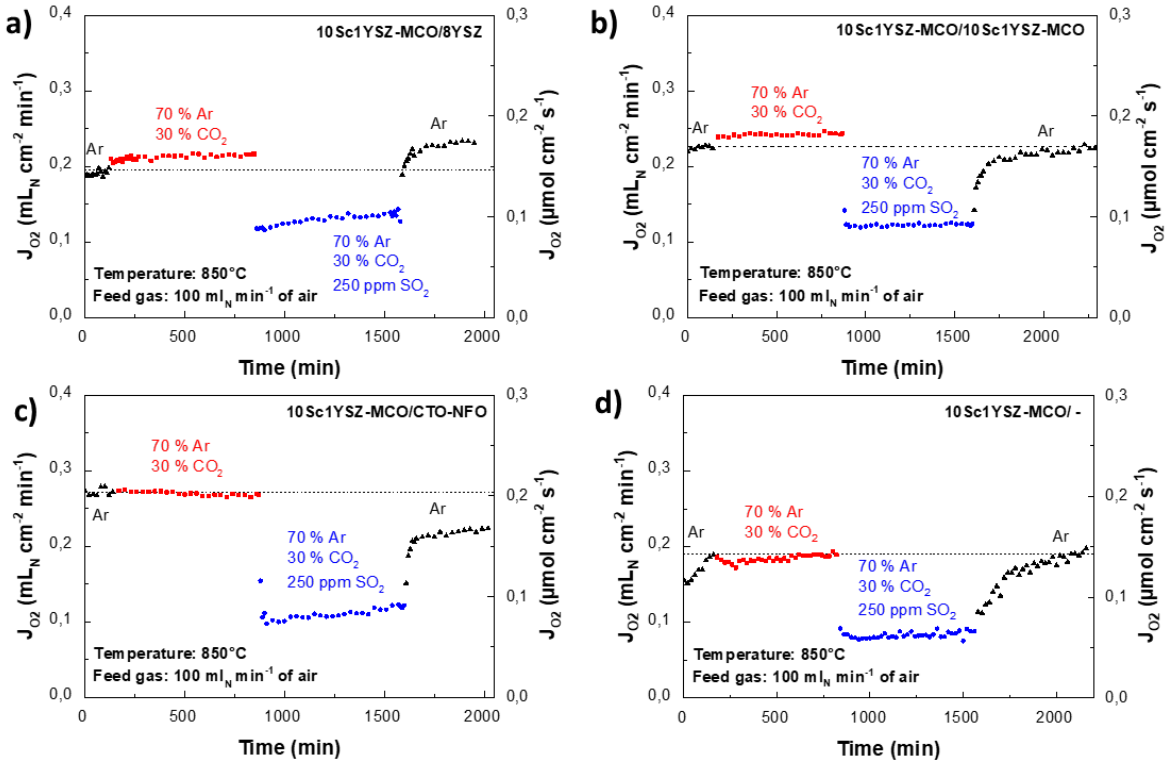 a)
10Sc1YSZ-MCO/8YSZ
0,4
0,3
0,2
0,1
0,0
J_O2 (mL_N cm⁻² min⁻¹)
0,3
0,2
0,1
0,0
J_O2 (µmol cm⁻² s⁻¹)
70 % Ar
30 % CO₂
Ar
Ar
70 % Ar
30 % CO₂
250 ppm SO₂
Temperature: 850°C
Feed gas: 100 ml_N min⁻¹ of air
0
500
1000
1500
2000
Time (min)
b)
10Sc1YSZ-MCO/10Sc1YSZ-MCO
0,4
0,3
0,2
0,1
0,0
J_O2 (mL_N cm⁻² min⁻¹)
0,3
0,2
0,1
0,0
J_O2 (µmol cm⁻² s⁻¹)
70 % Ar
30 % CO₂
Ar
Ar
70 % Ar
30 % CO₂
250 ppm SO₂
Temperature: 850°C
Feed gas: 100 ml_N min⁻¹ of air
0
500
1000
1500
2000
Time (min)
c)
10Sc1YSZ-MCO/CTO-NFO
0,4
0,3
0,2
0,1
0,0
J_O2 (mL_N cm⁻² min⁻¹)
0,3
0,2
0,1
0,0
J_O2 (µmol cm⁻² s⁻¹)
70 % Ar
30 % CO₂
Ar
Ar
70 % Ar
30 % CO₂
250 ppm SO₂
Temperature: 850°C
Feed gas: 100 ml_N min⁻¹ of air
0
500
1000
1500
2000
Time (min)
d)
10Sc1YSZ-MCO/ -
0,4
0,3
0,2
0,1
0,0
J_O2 (mL_N cm⁻² min⁻¹)
0,3
0,2
0,1
0,0
J_O2 (µmol cm⁻² s⁻¹)
Ar
70 % Ar
30 % CO₂
Ar
70 % Ar
30 % CO₂
250 ppm SO₂
Temperature: 850°C
Feed gas: 100 ml_N min⁻¹ of air
0
500
1000
1500
2000
Time (min)